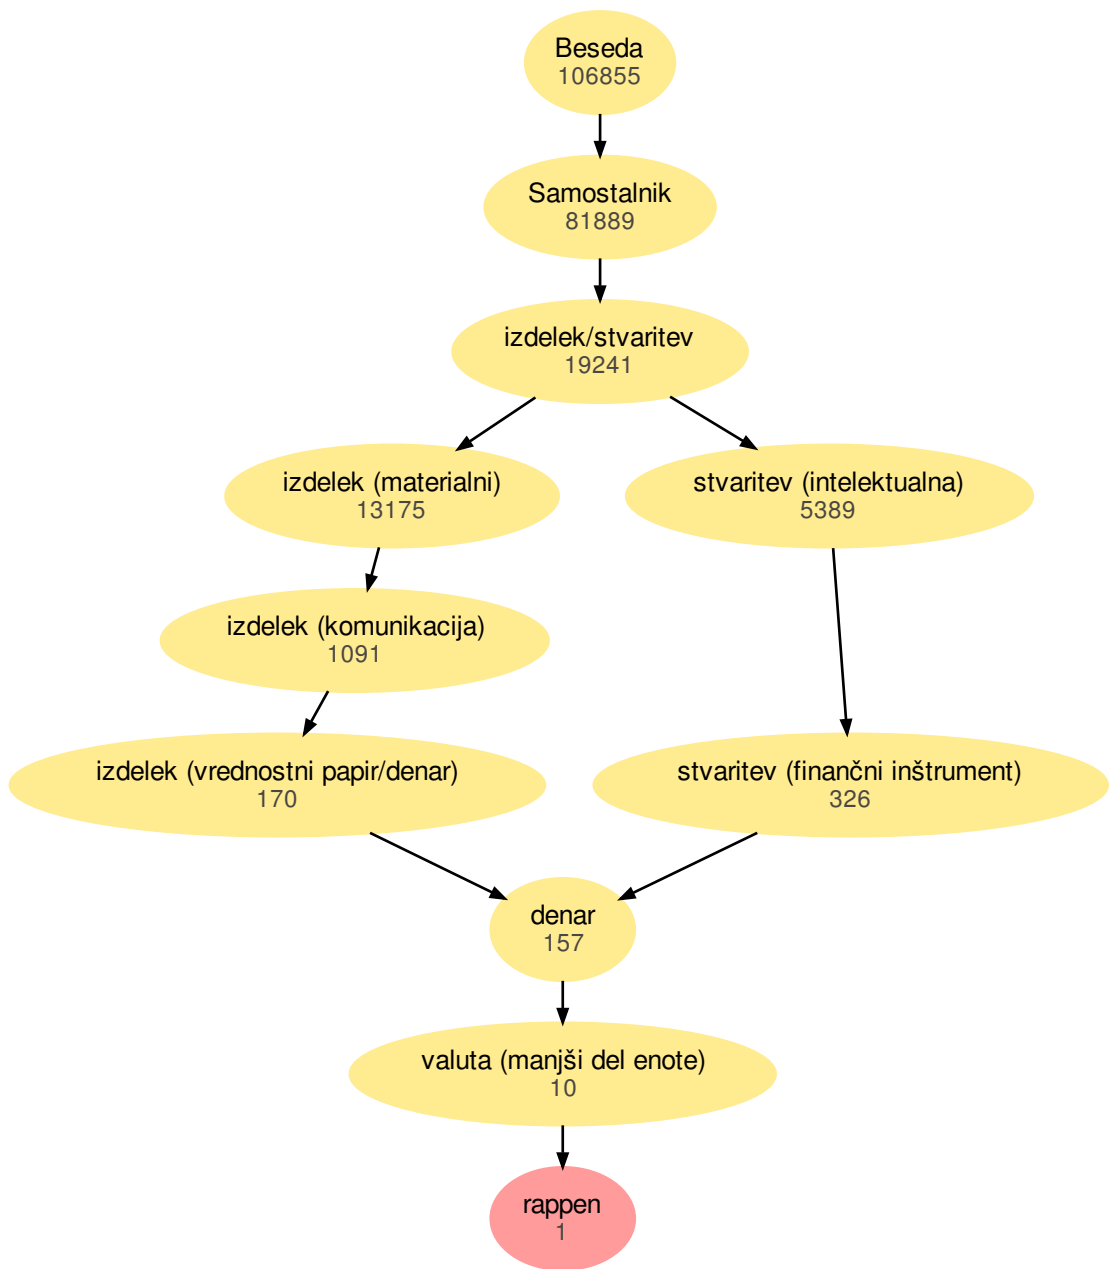 Beseda
106855
Samostalnik
81889
izdelek/stvaritev
19241
izdelek (materialni)
13175
stvaritev (intelektualna)
5389
izdelek (komunikacija)
1091
izdelek (vrednostni papir/denar)
170
stvaritev (finančni inštrument)
326
denar
157
valuta (manjši del enote)
10
rappen
1